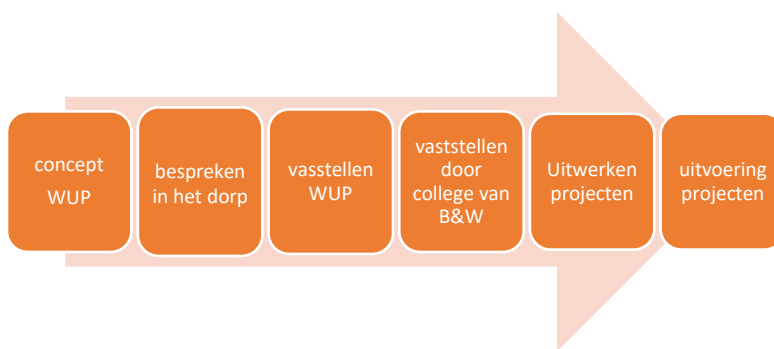 concept
WUP
bespreken
in het dorp
vasstellen
WUP
vaststellen
door
college van
B&W
Uitwerken
projecten
uitvoering
projecten